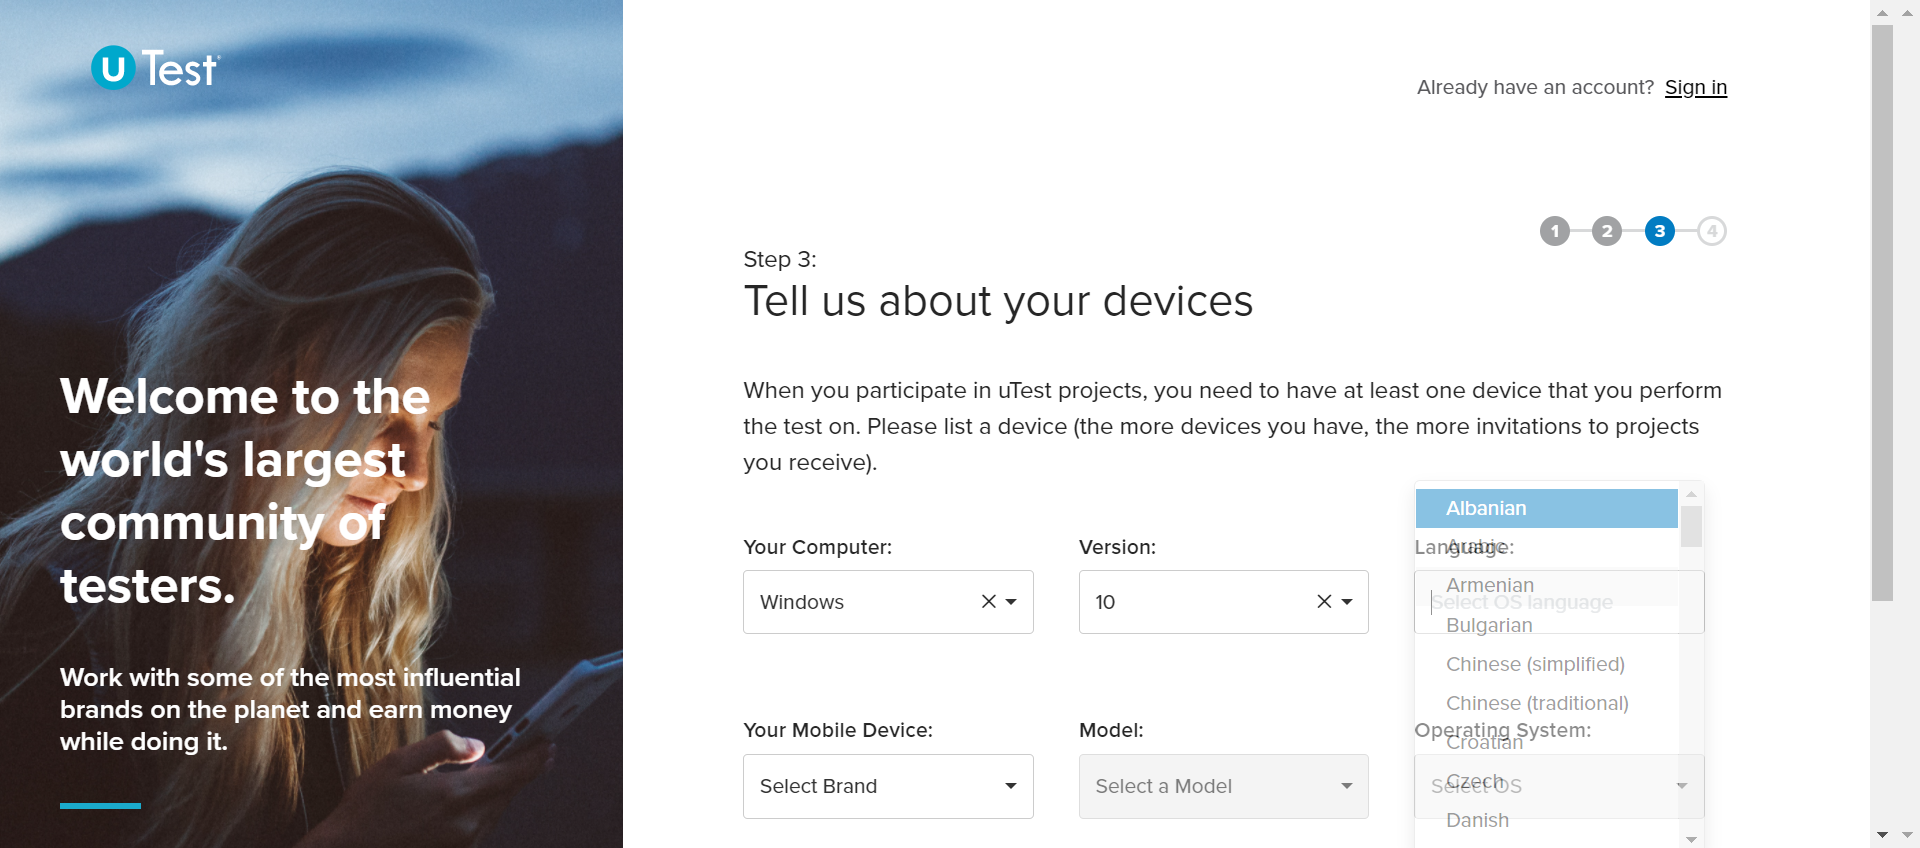 u Test
Already have an account? Sign in
1 2 3 4
Step 3:
Tell us about your devices
Welcome to the
world's largest
community of
testers.
Work with some of the most influential
brands on the planet and earn money
while doing it.
When you participate in uTest projects, you need to have at least one device that you perform
the test on. Please list a device (the more devices you have, the more invitations to projects
you receive).
Your Computer:
Windows
Version:
10
Language:
Select OS language
Albanian
Arabic
Armenian
Bulgarian
Chinese (simplified)
Chinese (traditional)
Croatian
Czech
Danish
Your Mobile Device:
Select Brand
Model:
Select a Model
Operating System:
Select OS